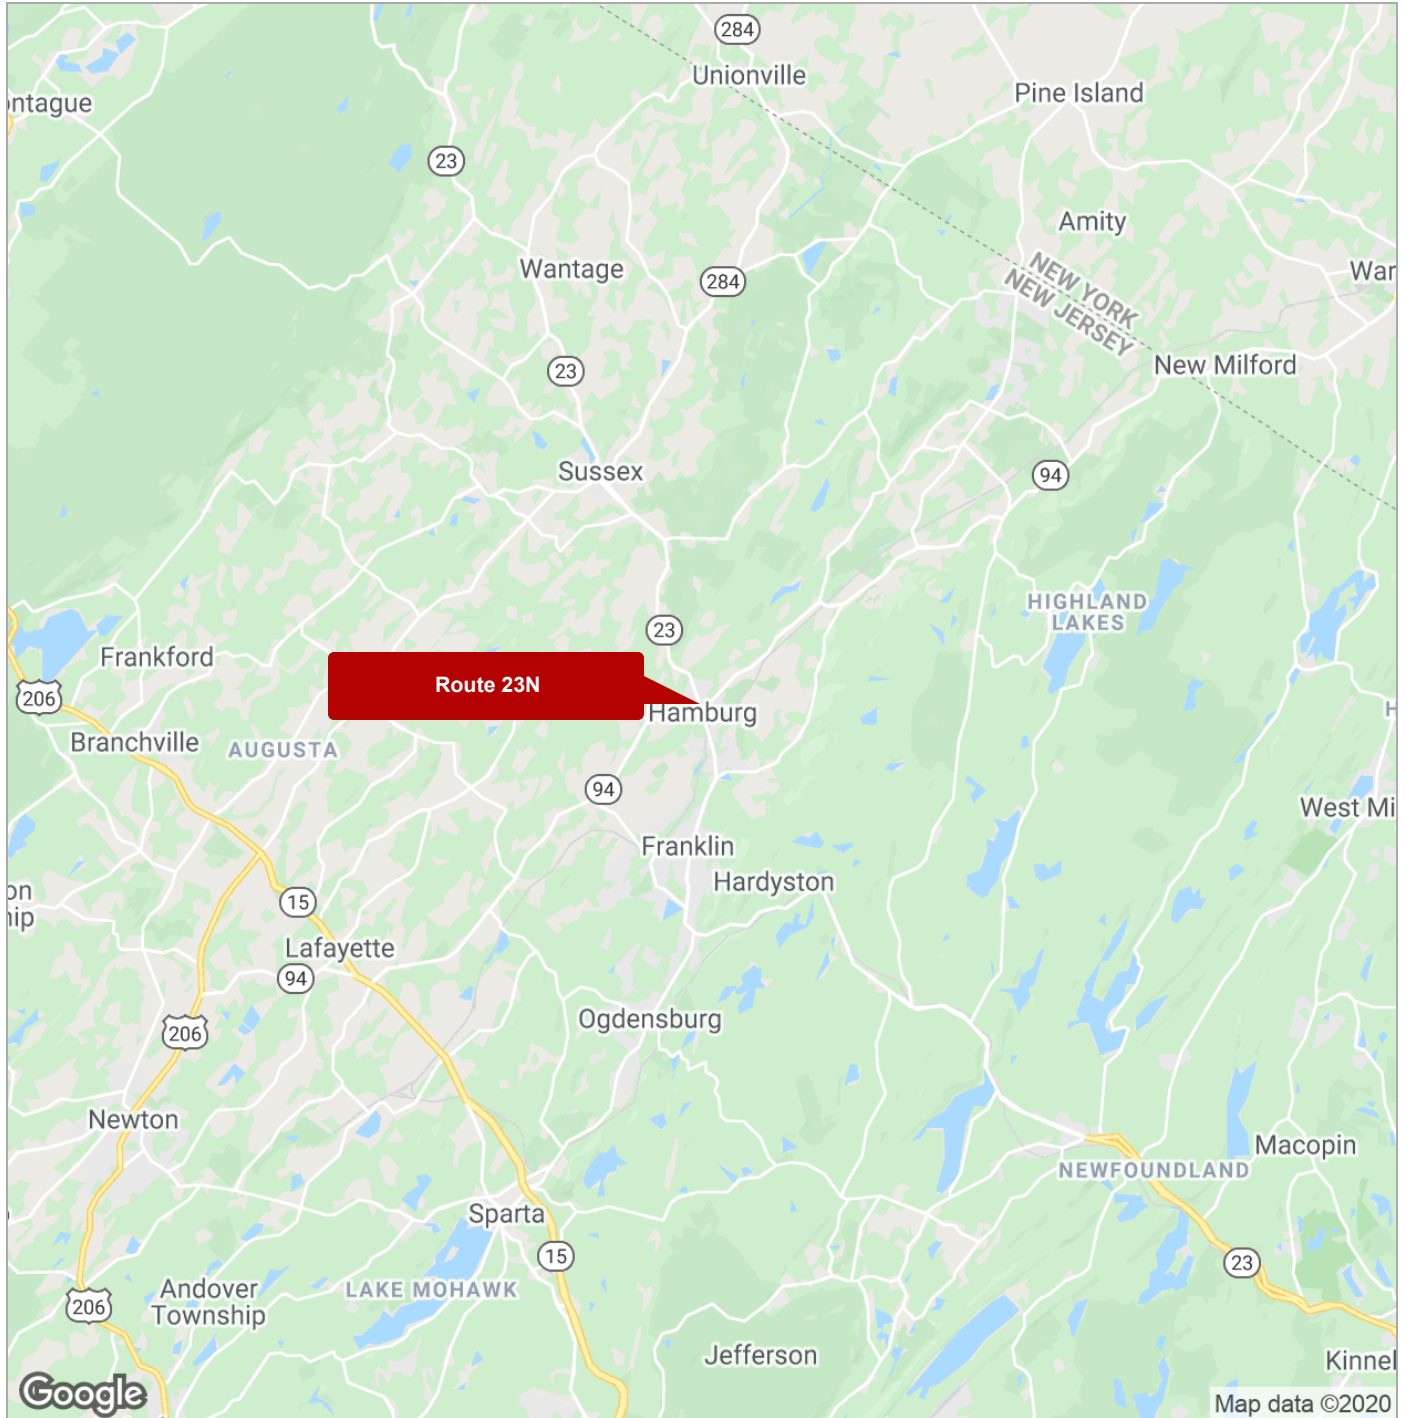 284
Unionville
Pine Island
ontague
23
Amity
Wantage
284
NEW YORK
NEW JERSEY
War
23
New Milford
Sussex
94
HIGHLAND
LAKES
23
Frankford
Route 23N
206
Hamburg
H
Branchville
AUGUSTA
94
West Mi
Franklin
Hardyston
on
ip
15
Lafayette
94
Ogdensburg
206
Newton
Macopin
NEWFOUNDLAND
Sparta
15
23
Andover
Township
LAKE MOHAWK
206
Jefferson
Kinnel
Google
Map data ©2020